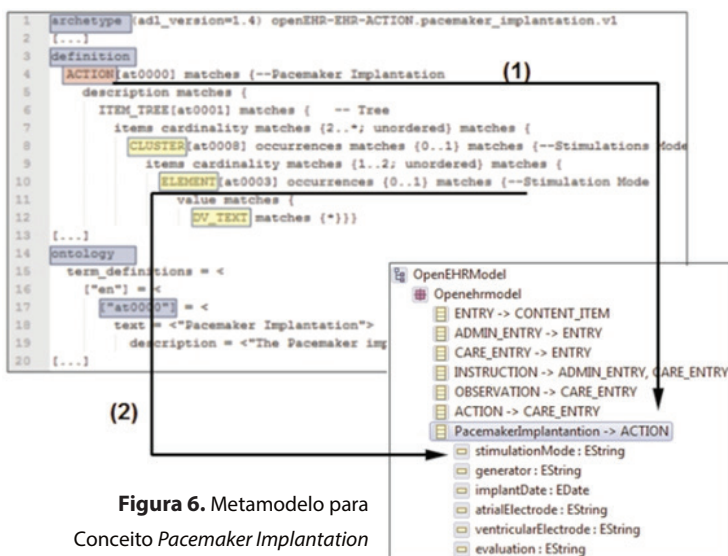 1 archetype (adl_version=1.4) openEHR-EHR-ACTION.pacemaker_implantation.v1
2 [...]
3 definition
4 ACTION[at0000] matches {--Pacemaker Implantation
(1)
5 description matches {
6 ITEM_TREE[at0001] matches { -- Tree
7 items cardinality matches {2..*; unordered} matches {
8 CLUSTER[at0008] occurrences matches {0..1} matches {--Stimulations Mode
9 items cardinality matches {1..2; unordered} matches {
10 ELEMENT[at0003] occurrences {0..1} matches {--Stimulation Mode
11 value matches {
12 DV_TEXT matches {*}}}
13 [...]
14 ontology
15 term_definitions = <
16 ["en"] = <
17 ["at0000"] = <
18 text = <"Pacemaker Implantation">
19 description = <"The Pacemaker imp
20 [...]
OpenEHRModel
Openehrmodel
ENTRY -> CONTENT_ITEM
ADMIN_ENTRY -> ENTRY
CARE_ENTRY -> ENTRY
INSTRUCTION -> ADMIN_ENTRY, CARE_ENTRY
OBSERVATION -> CARE_ENTRY
ACTION -> CARE_ENTRY
PacemakerImplantantion -> ACTION
stimulationMode : EString
generator : EString
implantDate : EDate
atrialElectrode : EString
ventricularElectrode : EString
evaluation : EString
(2)
Figura 6. Metamodelo para
Conceito Pacemaker Implantation